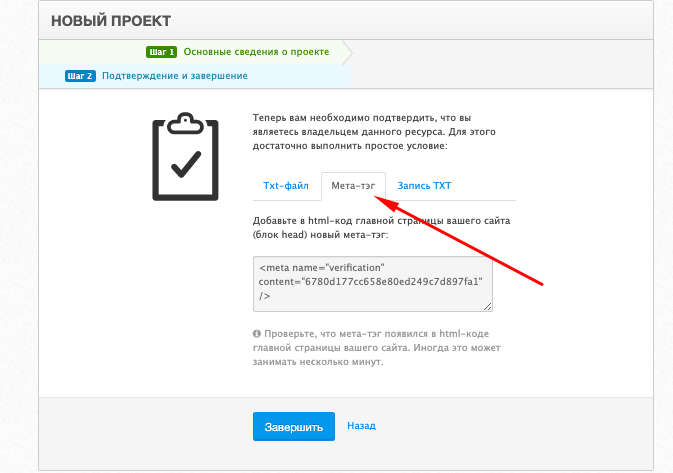 НОВЫЙ ПРОЕКТ
Шаг 1 Основные сведения о проекте
Шаг 2 Подтверждение и завершение
Теперь вам необходимо подтвердить, что вы
являетесь владельцем данного ресурса. Для этого
достаточно выполнить простое условие:
Txt-файл Мета-тэг Запись TXT
Добавьте в html-код главной страницы вашего сайта
(блок head) новый мета-тэг:
<meta name="verification"
content="6780d177cc658e80ed249c7d897fa1"
/>
Проверьте, что мета-тэг появился в html-коде
главной страницы вашего сайта. Иногда это может
занимать несколько минут.
Завершить Назад